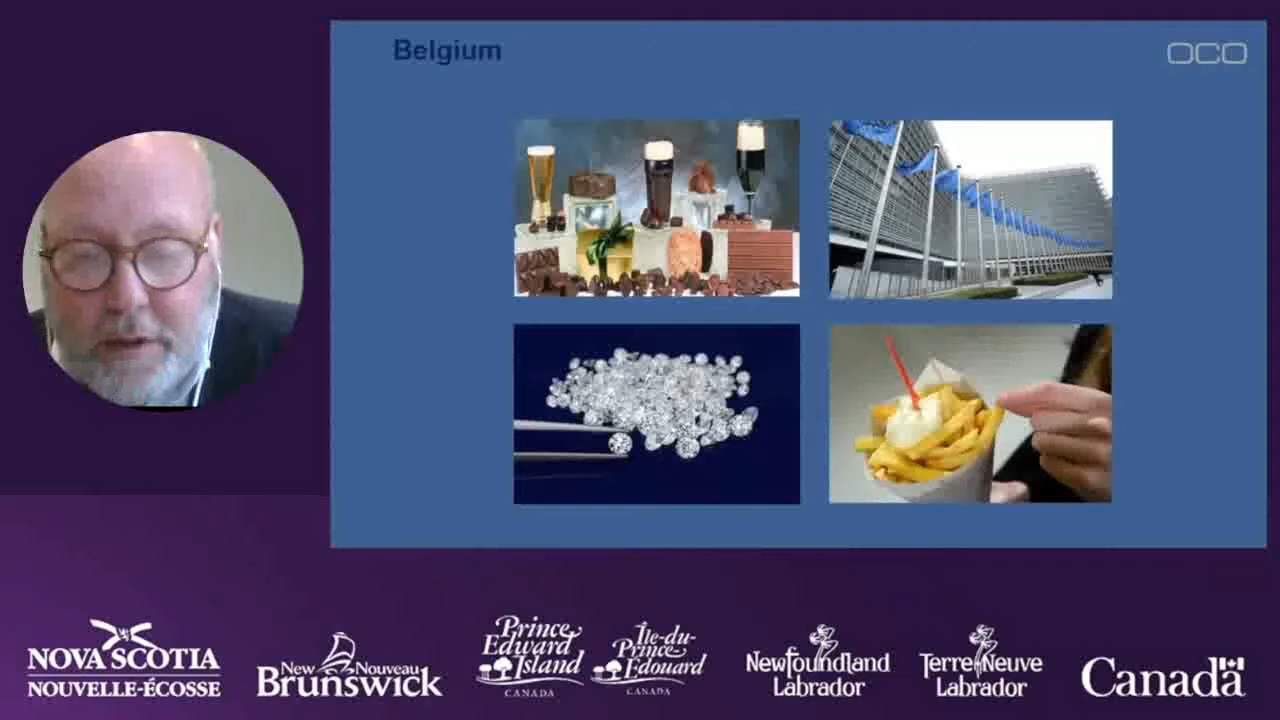 Belgium
OCO
NOVA SCOTIA
NOUVELLE-ÉCOSSE
New Nouveau
Brunswick
Prince
Edward
Island
CANADA
Île-du-
Prince
Édouard
CANADA
Newfoundland
Labrador
Terre Neuve
Labrador
Canada